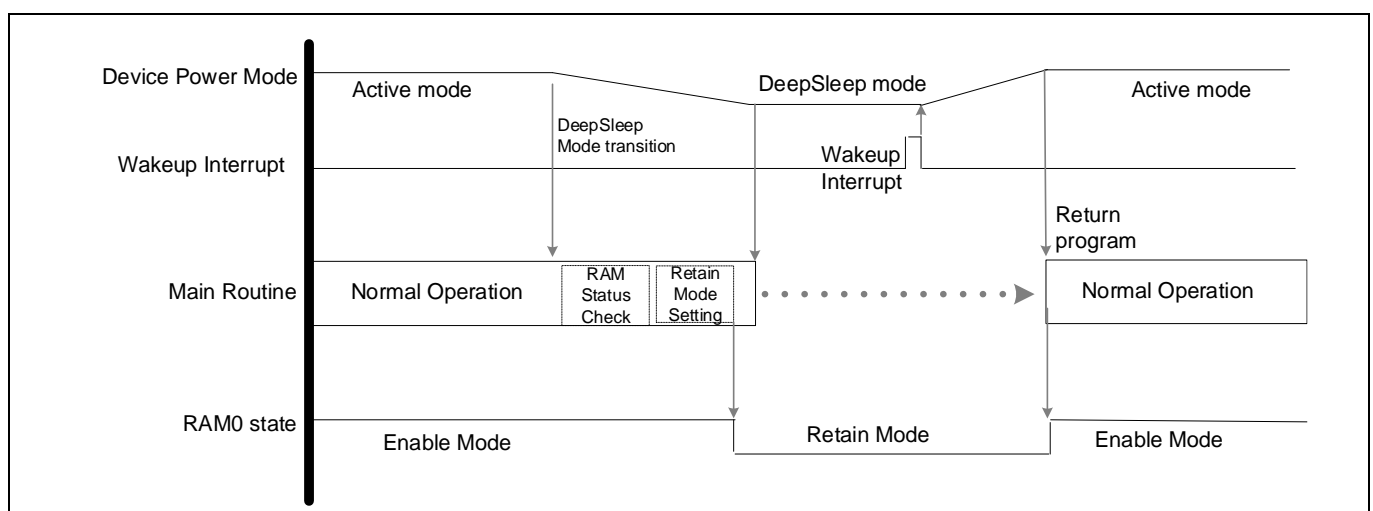 Device Power Mode
Active mode
DeepSleep mode
Active mode
DeepSleep
Mode transition
Wakeup Interrupt
Wakeup
Interrupt
Return
program
Main Routine
Normal Operation
RAM
Status
Check
Retain
Mode
Setting
Normal Operation
RAM0 state
Enable Mode
Retain Mode
Enable Mode